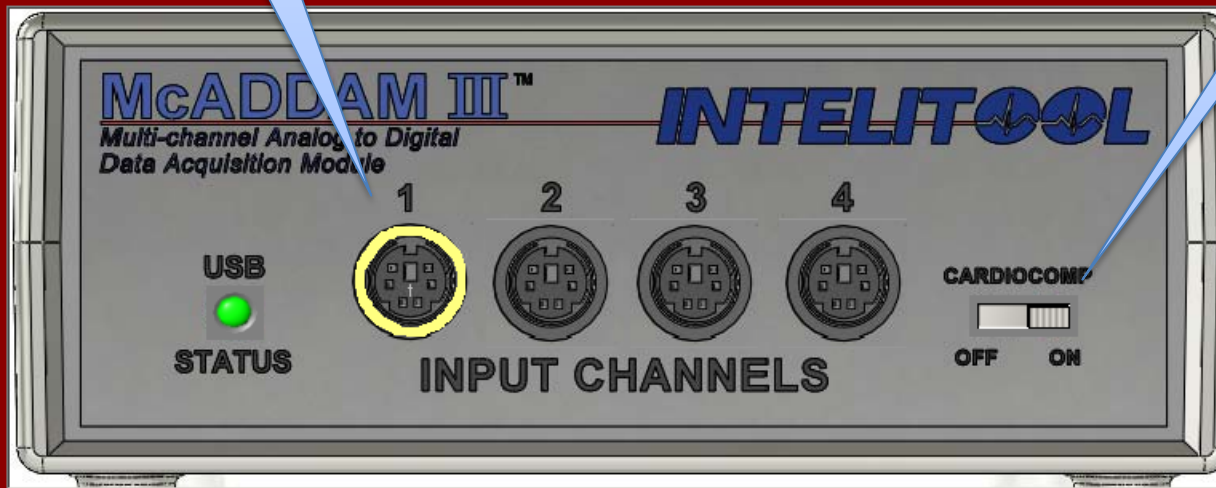 McADDAM III™
INTELITOOL
Multi-channel Analog to Digital
Data Acquisition Module
1 2 3 4
USB
STATUS
CARDIOCOMP
OFF ON
INPUT CHANNELS